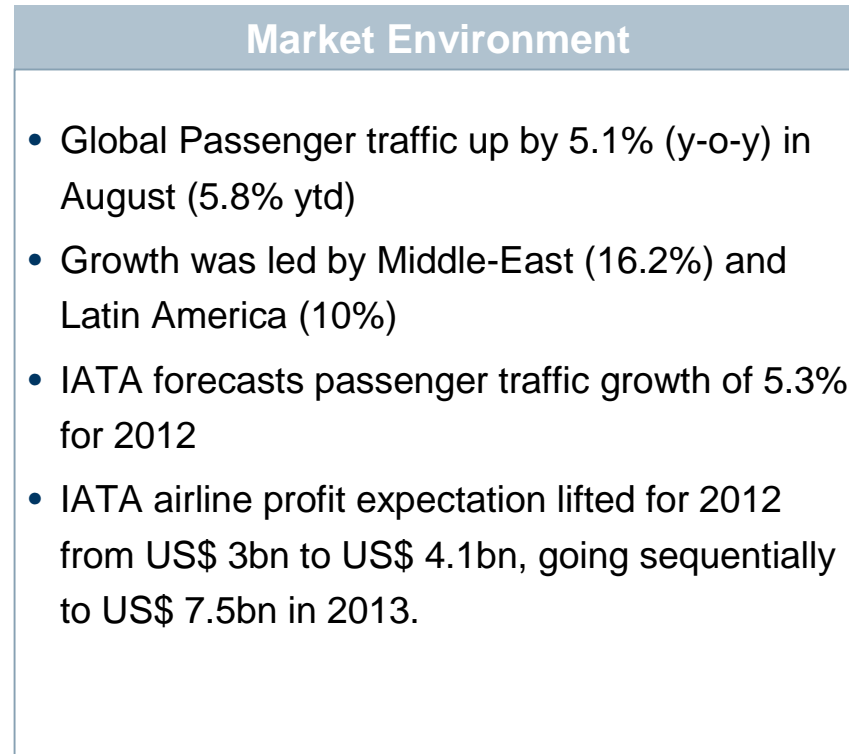 Market Environment
• Global Passenger traffic up by 5.1% (y-o-y) in
August (5.8% ytd)
• Growth was led by Middle-East (16.2%) and
Latin America (10%)
• IATA forecasts passenger traffic growth of 5.3%
for 2012
• IATA airline profit expectation lifted for 2012
from US$ 3bn to US$ 4.1bn, going sequentially
to US$ 7.5bn in 2013.